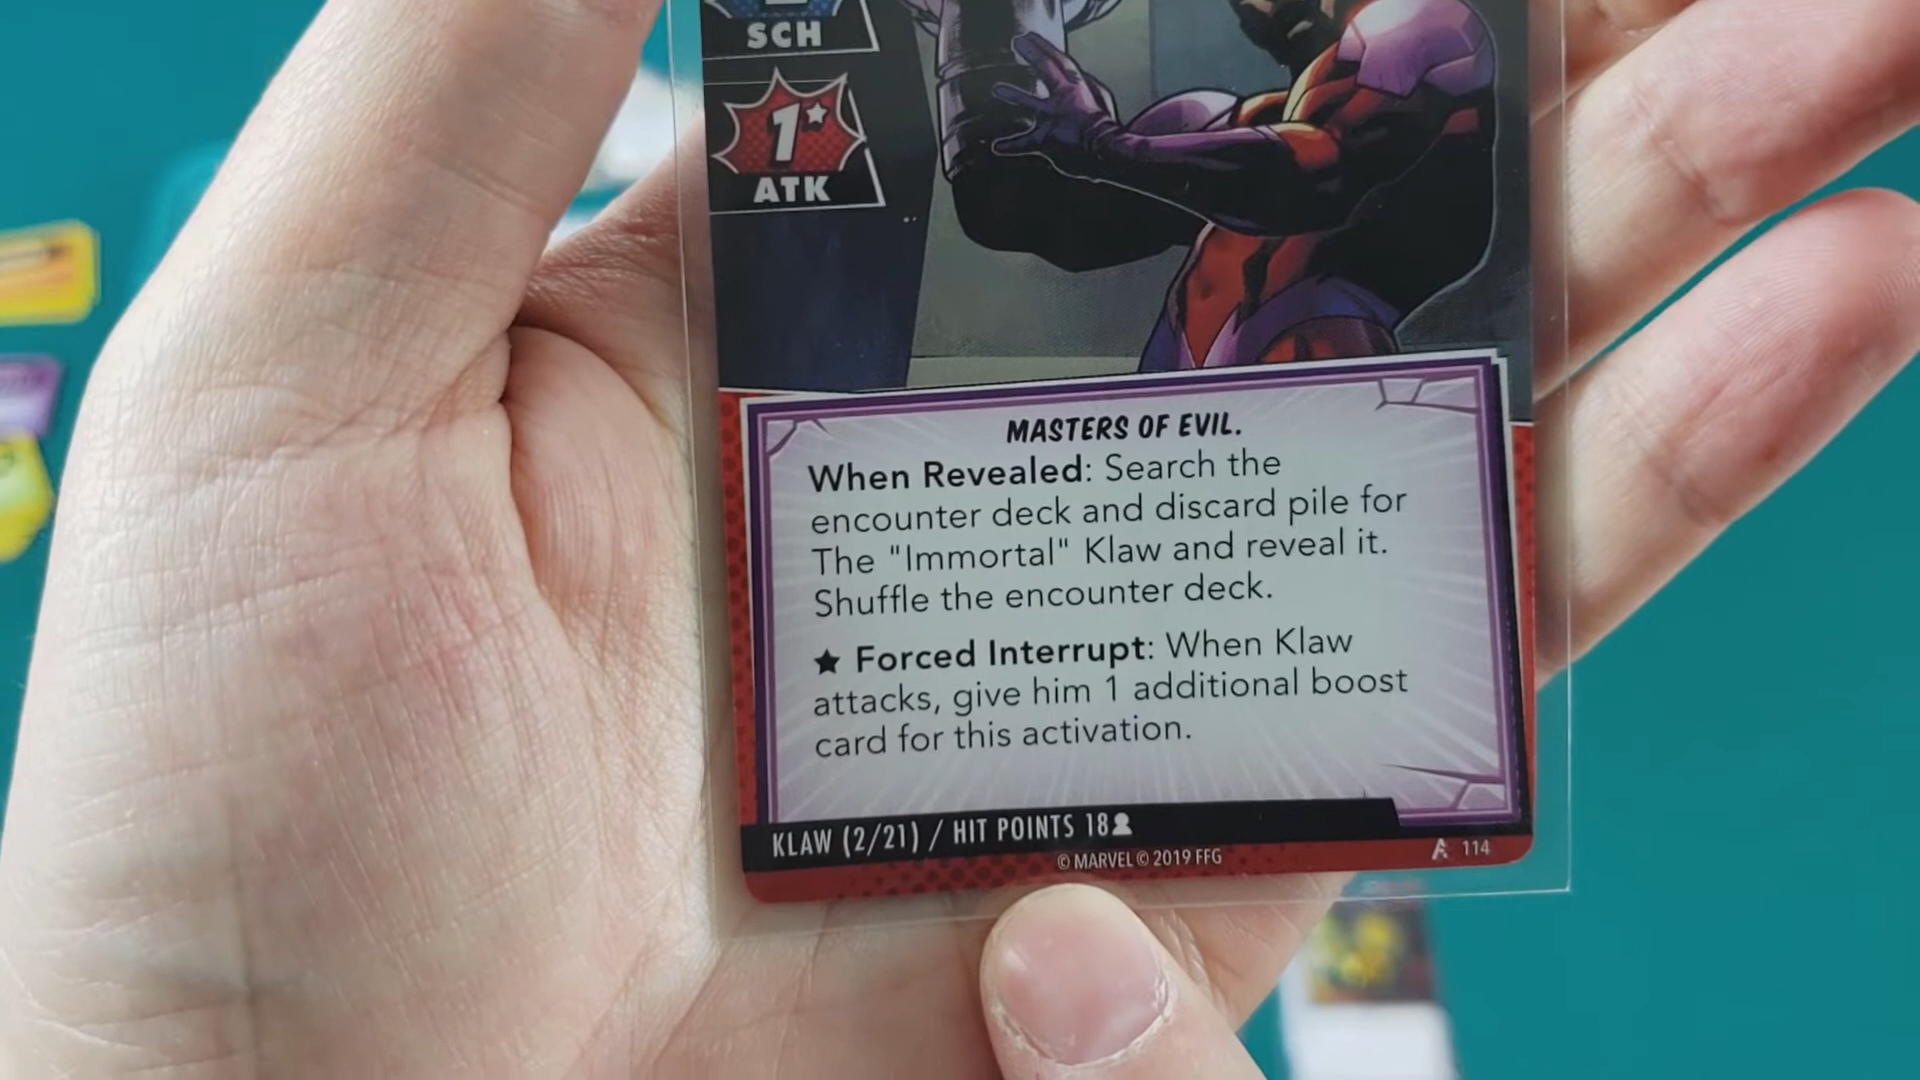 SCH
1
ATK
MASTERS OF EVIL.
When Revealed: Search the
encounter deck and discard pile for
The "Immortal" Klaw and reveal it.
Shuffle the encounter deck.
★ Forced Interrupt: When Klaw
attacks, give him 1 additional boost
card for this activation.
KLAW (2/21) / HIT POINTS 18
© MARVEL © 2019 FFG
114